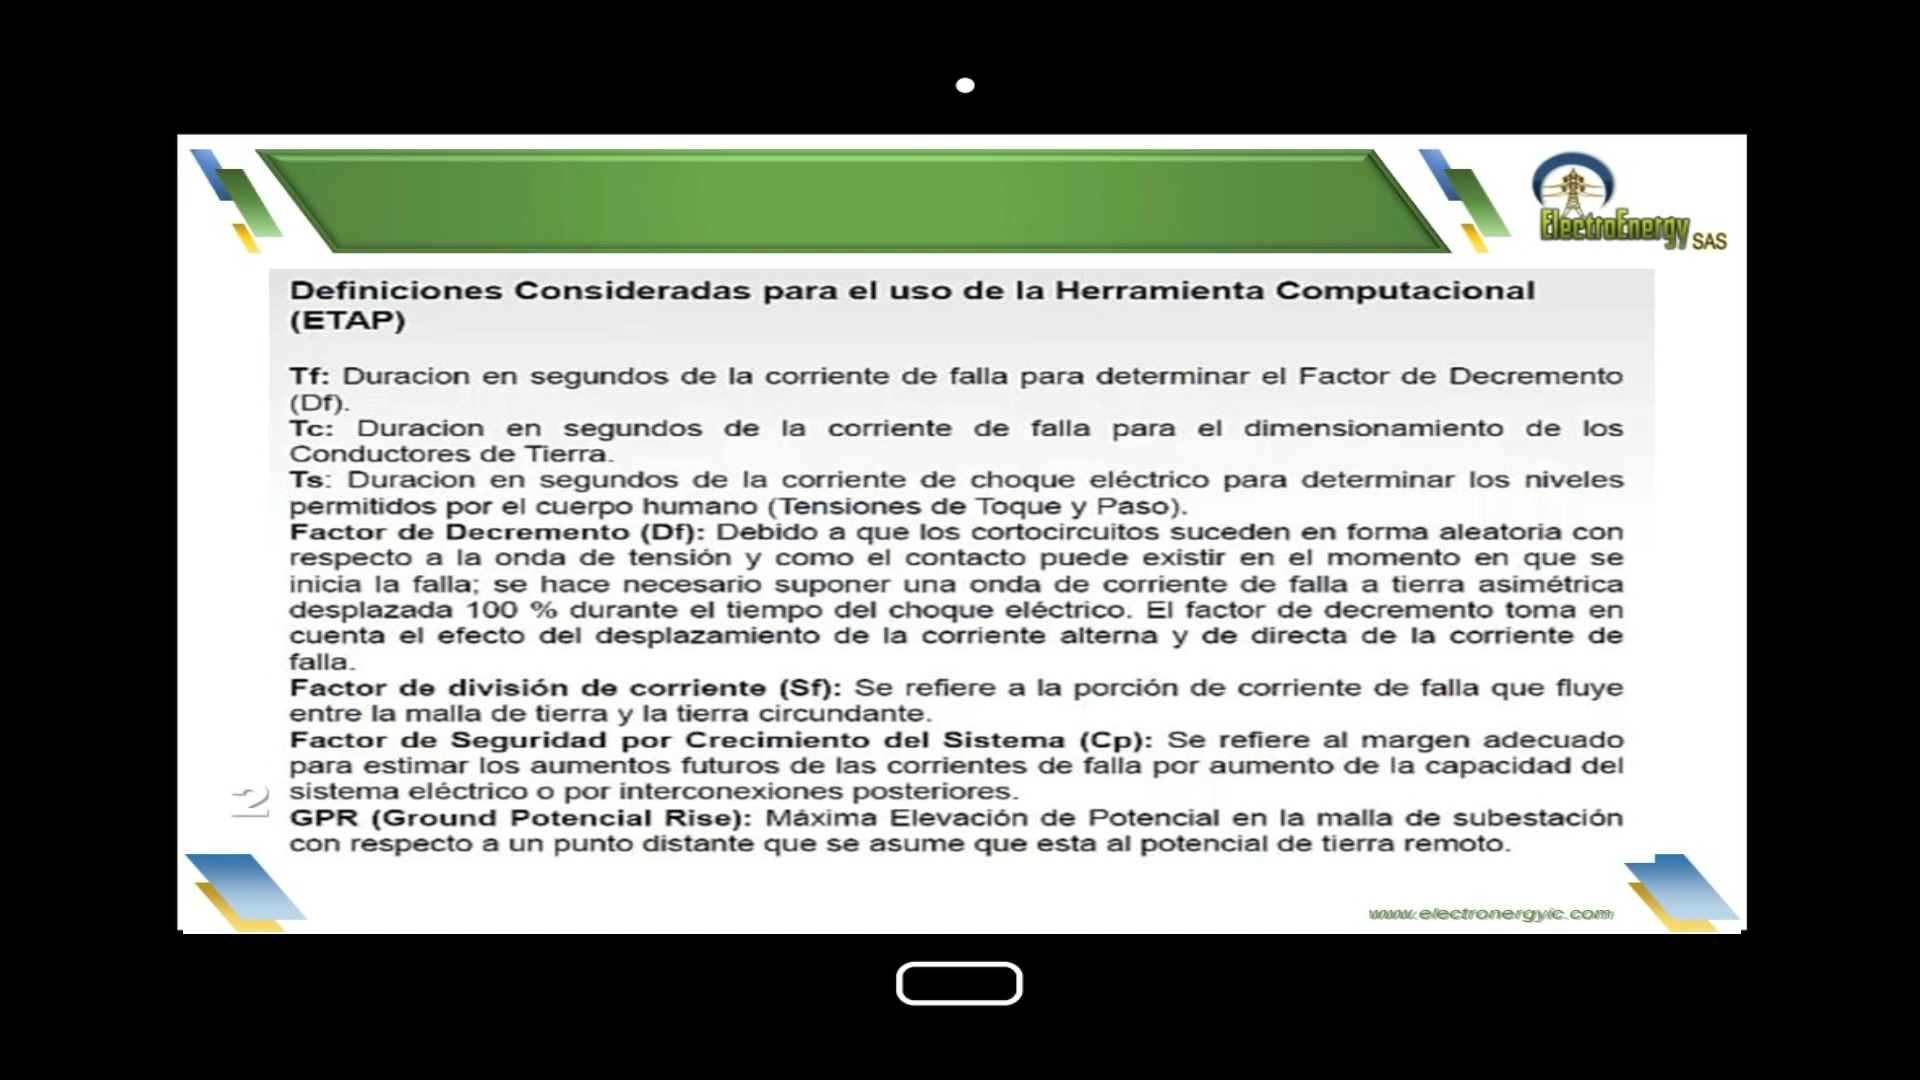 ElectroEnergy SAS
Definiciones Consideradas para el uso de la Herramienta Computacional
(ETAP)
Tf: Duracion en segundos de la corriente de falla para determinar el Factor de Decremento
(Df).
Tc: Duracion en segundos de la corriente de falla para el dimensionamiento de los
Conductores de Tierra.
Ts: Duracion en segundos de la corriente de choque eléctrico para determinar los niveles
permitidos por el cuerpo humano (Tensiones de Toque y Paso).
Factor de Decremento (Df): Debido a que los cortocircuitos suceden en forma aleatoria con
respecto a la onda de tensión y como el contacto puede existir en el momento en que se
inicia la falla; se hace necesario suponer una onda de corriente de falla a tierra asimétrica
desplazada 100 % durante el tiempo del choque eléctrico. El factor de decremento toma en
cuenta el efecto del desplazamiento de la corriente alterna y de directa de la corriente de
falla.
Factor de división de corriente (Sf): Se refiere a la porción de corriente de falla que fluye
entre la malla de tierra y la tierra circundante.
Factor de Seguridad por Crecimiento del Sistema (Cp): Se refiere al margen adecuado
para estimar los aumentos futuros de las corrientes de falla por aumento de la capacidad del
sistema eléctrico o por interconexiones posteriores.
2
GPR (Ground Potencial Rise): Máxima Elevación de Potencial en la malla de subestación
con respecto a un punto distante que se asume que esta al potencial de tierra remoto.
www.electronergyic.com